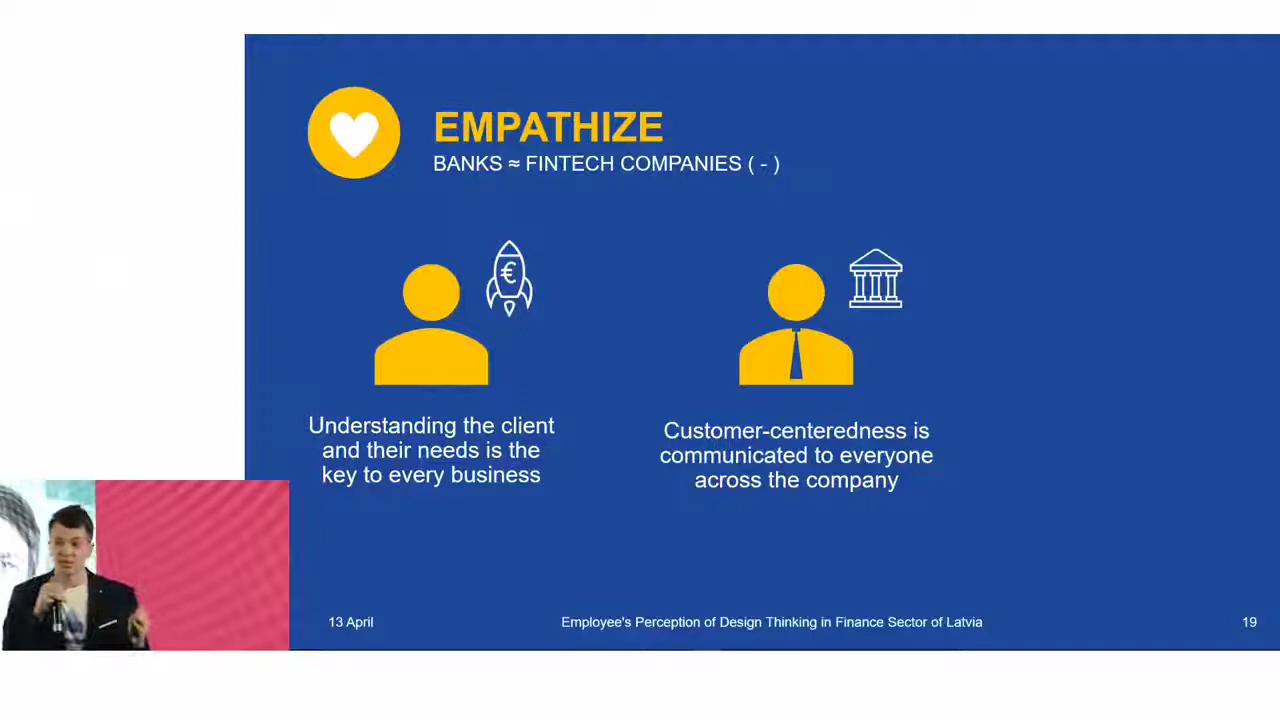 EMPATHIZE
BANKS ≈ FINTECH COMPANIES ( - )
€
Understanding the client
and their needs is the
key to every business
Customer-centeredness is
communicated to everyone
across the company
13 April
Employee's Perception of Design Thinking in Finance Sector of Latvia
19